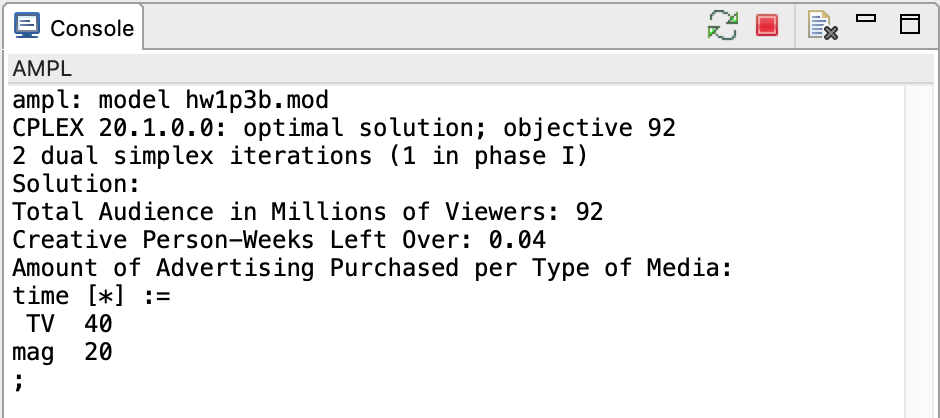 Console
AMPL
ampl: model hw1p3b.mod
CPLEX 20.1.0.0: optimal solution; objective 92
2 dual simplex iterations (1 in phase I)
Solution:
Total Audience in Millions of Viewers: 92
Creative Person-Weeks Left Over: 0.04
Amount of Advertising Purchased per Type of Media:
time [*] :=
 TV  40
mag  20
;